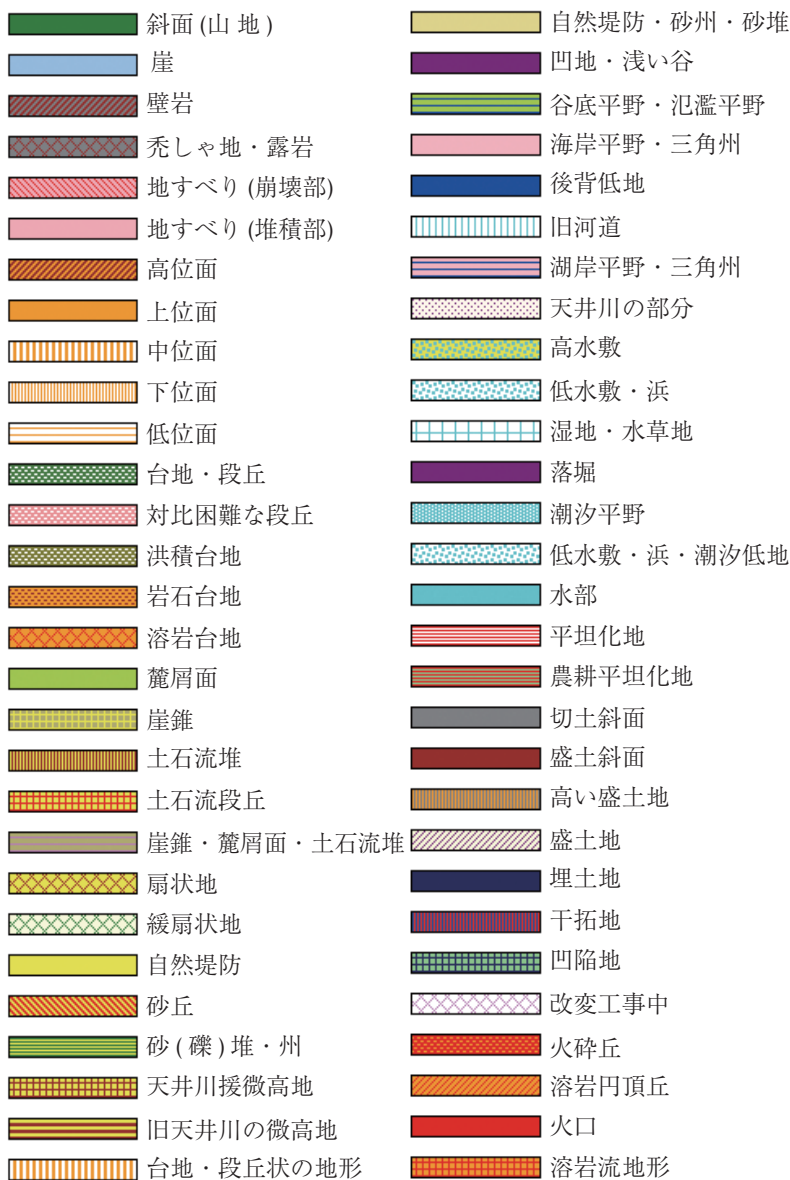 斜面(山 地)
崖
壁岩
禿しゃ地・露岩
地すべり(崩壊部)
地すべり(堆積部)
高位面
上位面
中位面
下位面
低位面
台地・段丘
対比困難な段丘
洪積台地
岩石台地
溶岩台地
麓屑面
崖錐
土石流堆
土石流段丘
崖錐・麓屑面・土石流堆
扇状地
緩扇状地
自然堤防
砂丘
砂(礫)堆・州
天井川援微高地
旧天井川の微高地
台地・段丘状の地形
自然堤防・砂州・砂堆
凹地・浅い谷
谷底平野・氾濫平野
海岸平野・三角州
後背低地
旧河道
湖岸平野・三角州
天井川の部分
高水敷
低水敷・浜
湿地・水草地
落堀
潮汐平野
低水敷・浜・潮汐低地
水部
平坦化地
農耕平坦化地
切土斜面
盛土斜面
高い盛土地
盛土地
埋土地
干拓地
凹陥地
改変工事中
火砕丘
溶岩円頂丘
火口
溶岩流地形